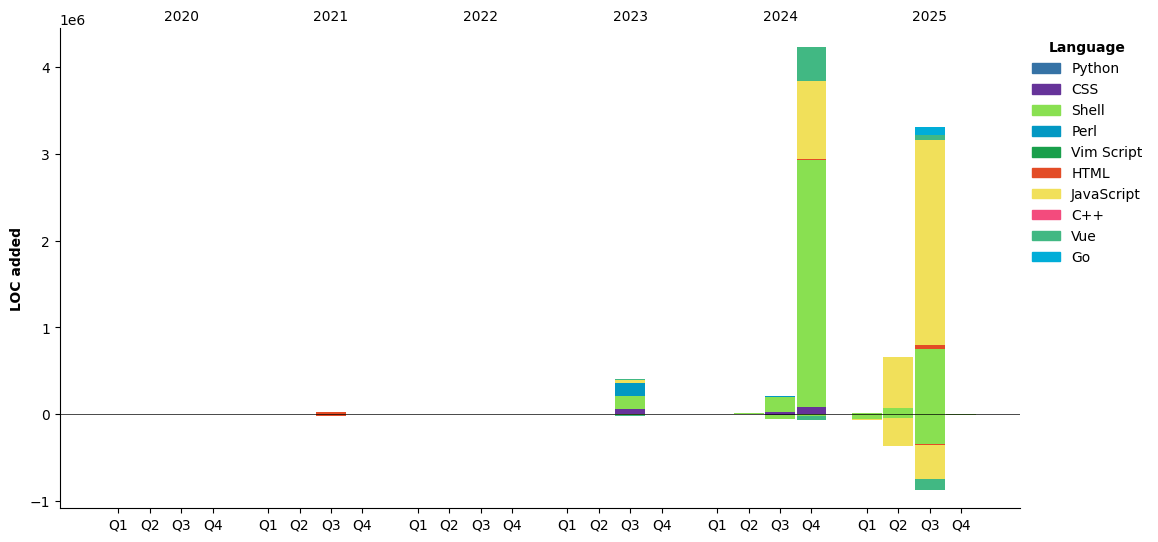 1e6
2020 2021 2022 2023 2024 2025
4
3
2
1
0
−1
LOC added
Q1 Q2 Q3 Q4 Q1 Q2 Q3 Q4 Q1 Q2 Q3 Q4 Q1 Q2 Q3 Q4 Q1 Q2 Q3 Q4 Q1 Q2 Q3 Q4
Language
Python
CSS
Shell
Perl
Vim Script
HTML
JavaScript
C++
Vue
Go